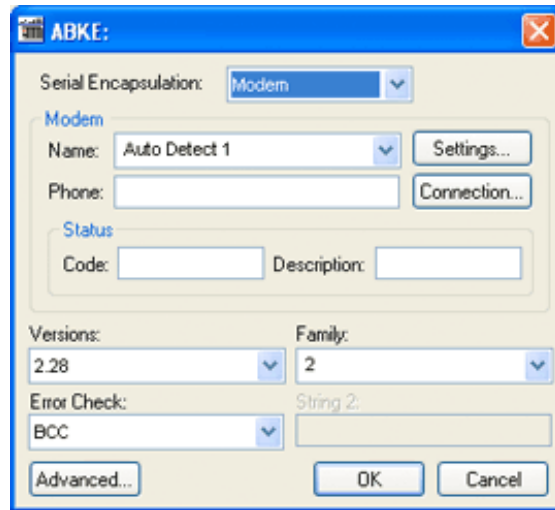 ABKE:
Serial Encapsulation: Modem
Modem
Name: Auto Detect 1 Settings...
Phone: Connection...
Status
Code: Description:
Versions: Family:
2.28 2
Error Check: String 2:
BCC
Advanced... OK Cancel